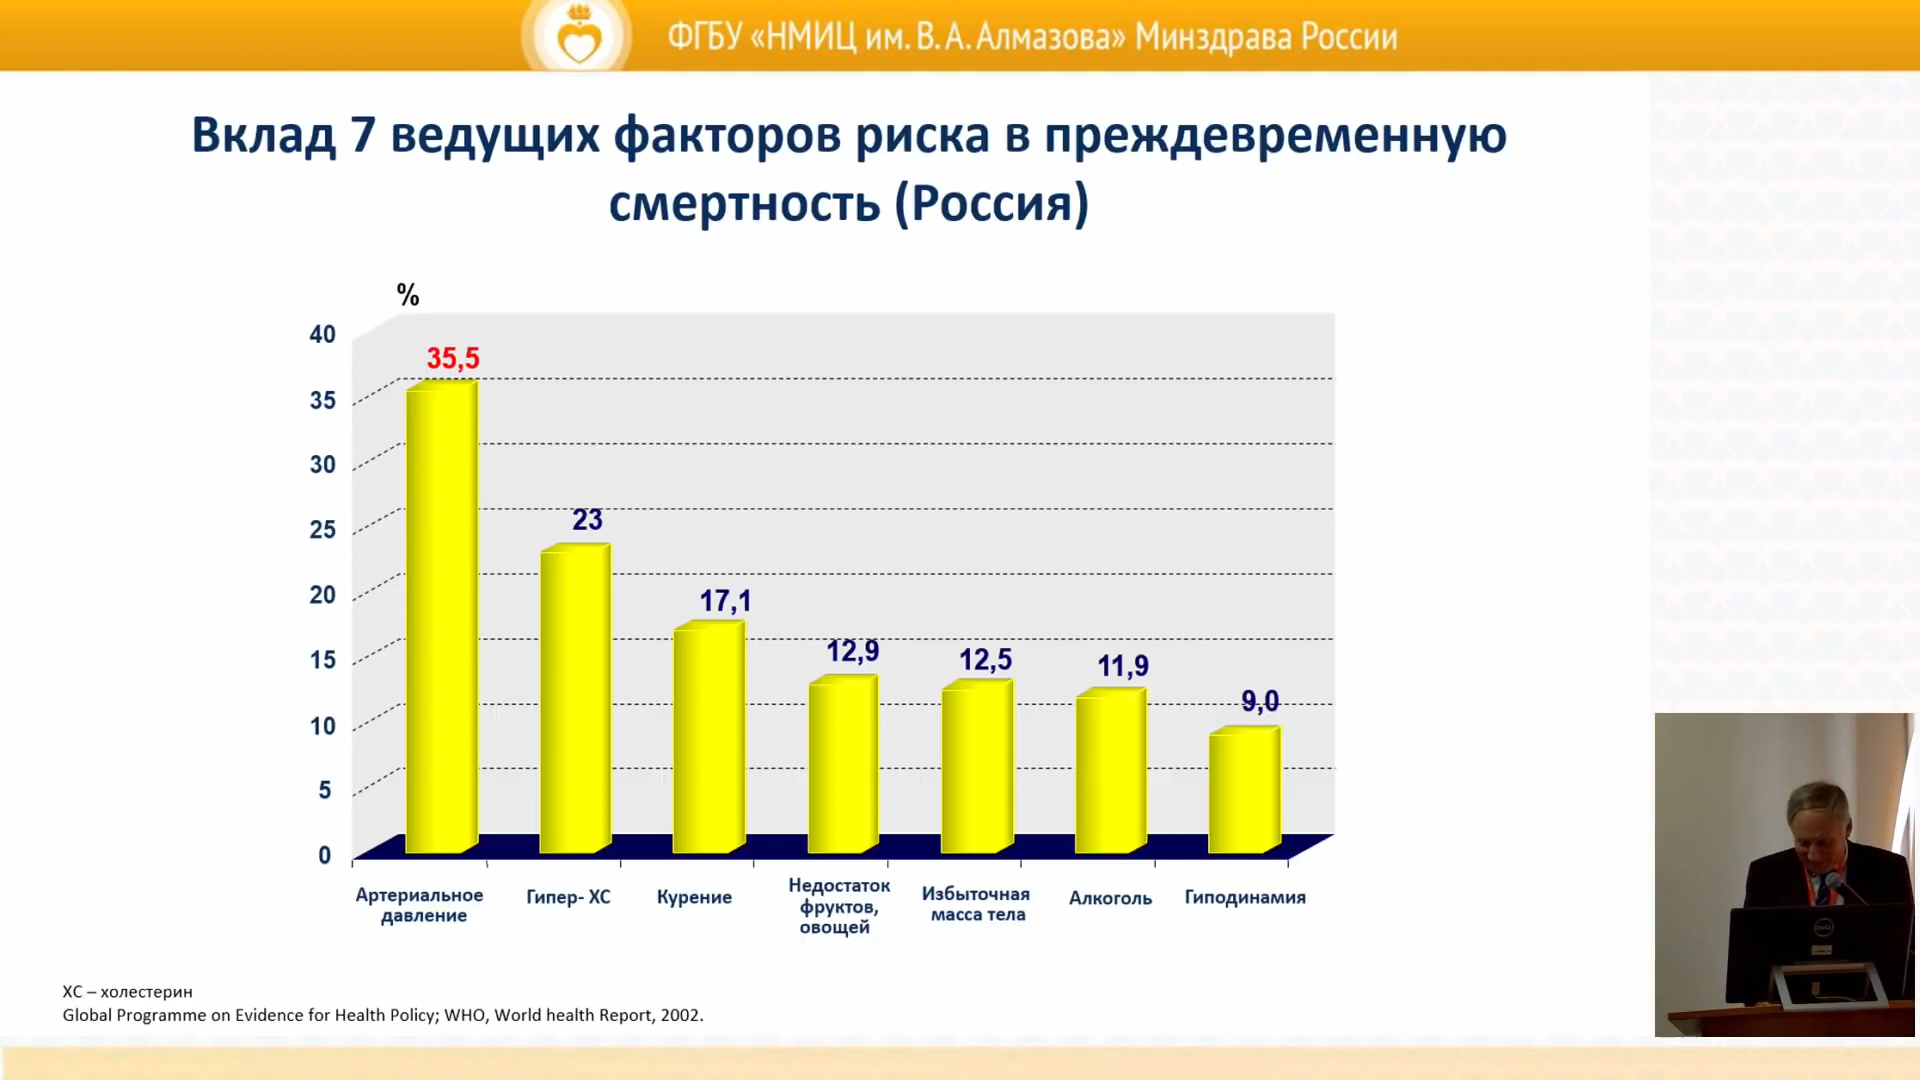 ФГБУ «НМИЦ им. В. А. Алмазова» Минздрава России
Вклад 7 ведущих факторов риска в преждевременную
смертность (Россия)
%
40
35
30
25
20
15
10
5
0
35,5
23
17,1
12,9
12,5
11,9
9,0
Артериальное
давление
Гипер- ХС
Курение
Недостаток
фруктов,
овощей
Избыточная
масса тела
Алкоголь
Гиподинамия
ХС – холестерин
Global Programme on Evidence for Health Policy; WHO, World health Report, 2002.
DELL